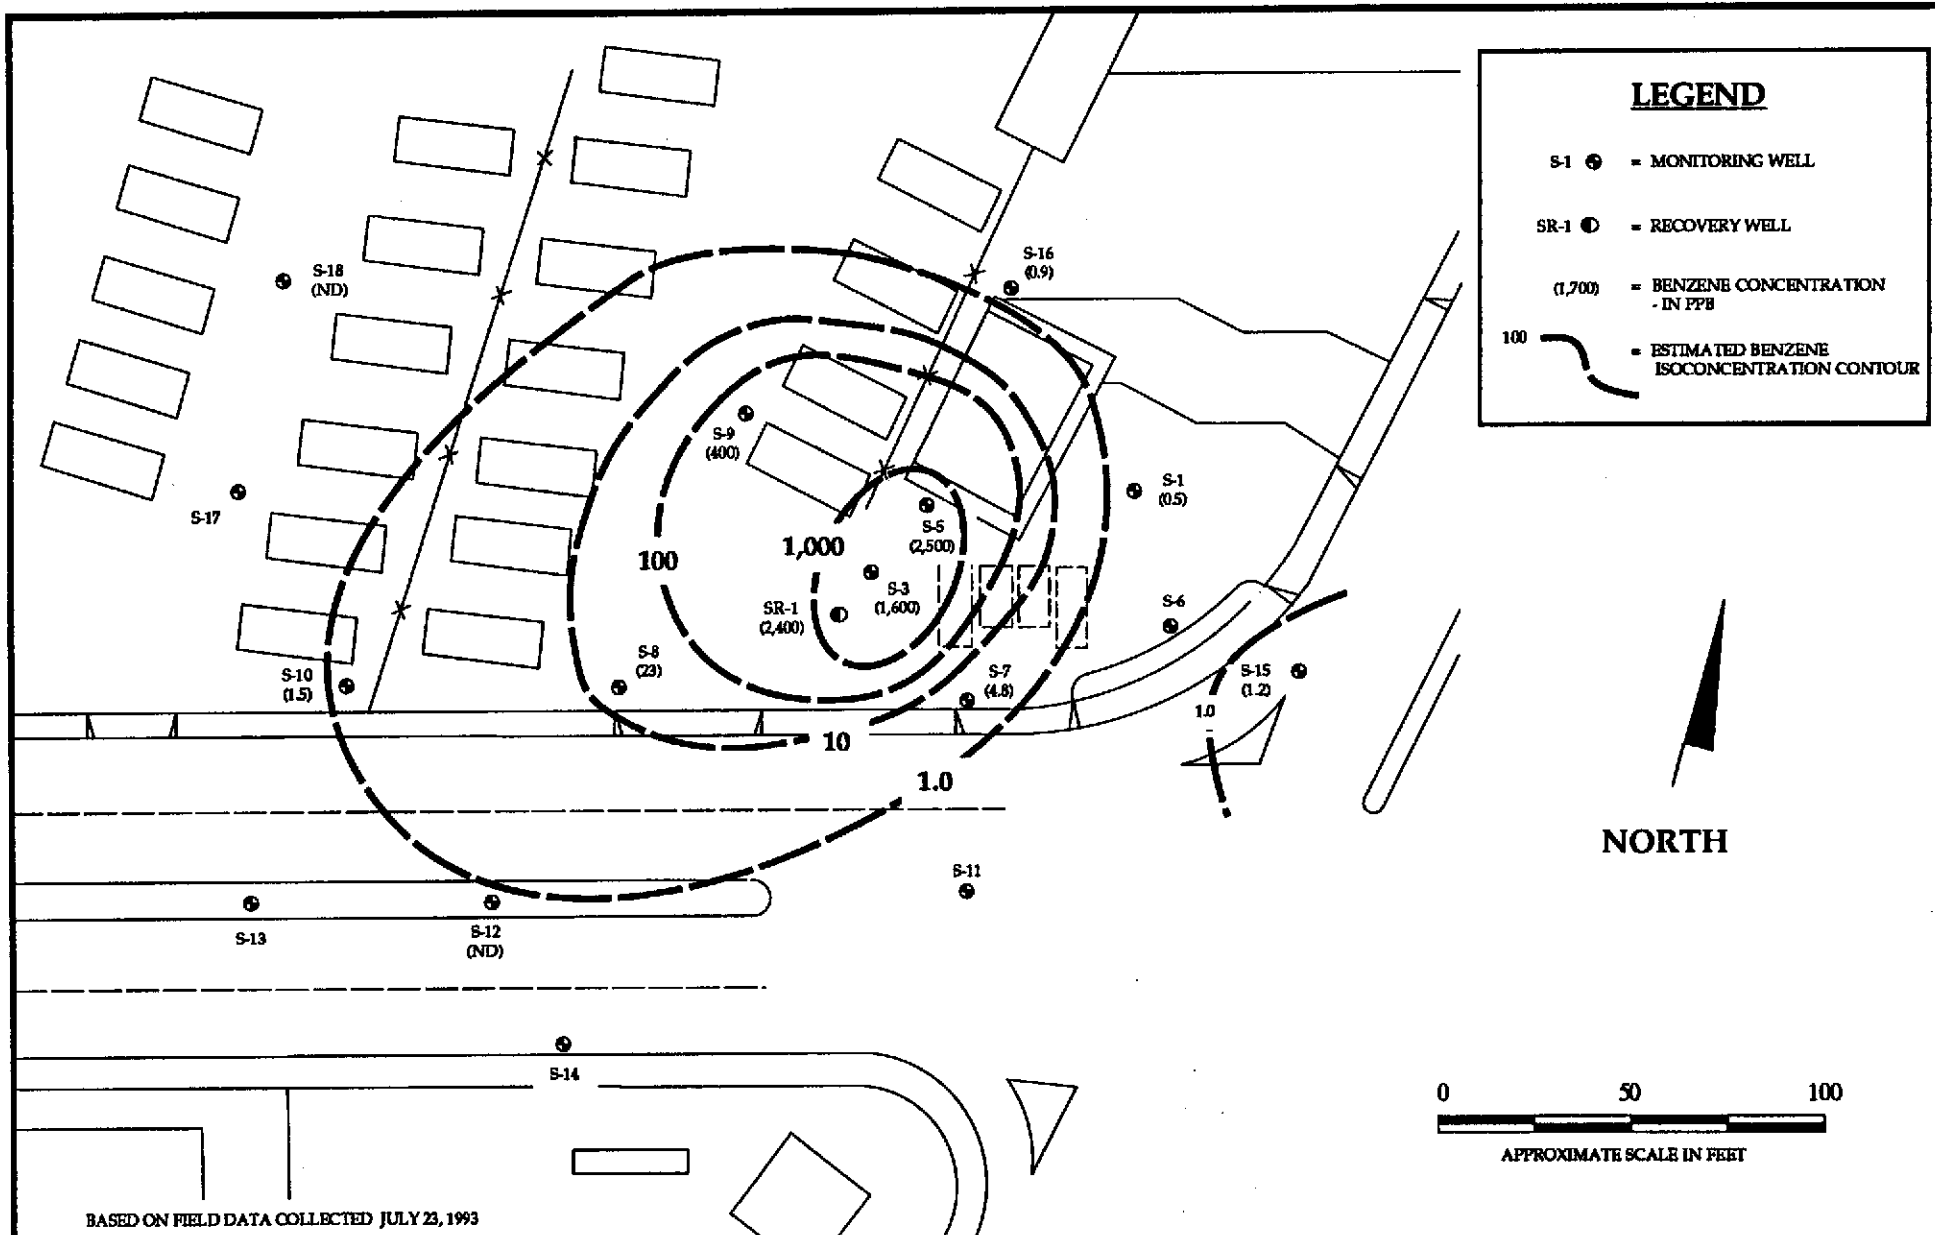 LEGEND
S-1 = MONITORING WELL
SR-1 = RECOVERY WELL
(1,700) = BENZENE CONCENTRATION
- IN PPB
100 = ESTIMATED BENZENE
ISOCONCENTRATION CONTOUR
S-16
(0.9)
S-18
(ND)
S-9
(400)
S-1
(0.5)
S-17
S-5
(2,500)
1,000
100
S-3
(1,600)
SR-1
(2,400)
S-6
S-8
(23)
S-10
(1.5)
S-7
(4.8)
S-15
(1.2)
1.0
10
1.0
NORTH
S-11
S-13
S-12
(ND)
S-14
0 50 100
APPROXIMATE SCALE IN FEET
BASED ON FIELD DATA COLLECTED JULY 23, 1993